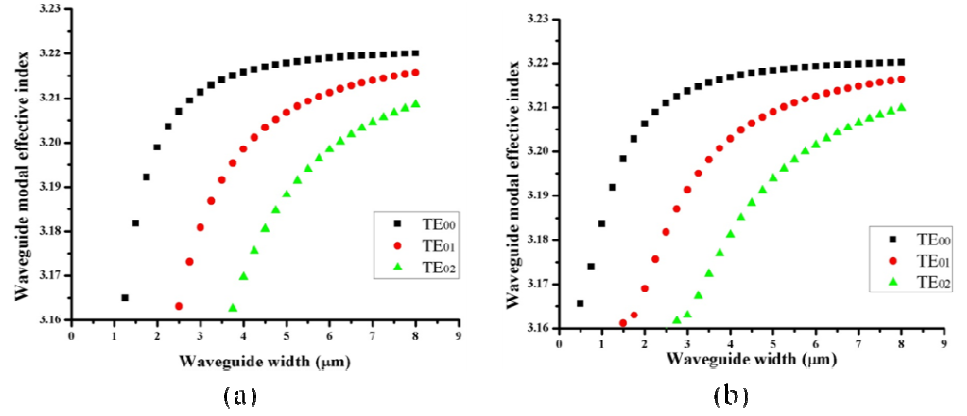 3.23
3.22
3.21
3.20
3.19
3.18
3.17
3.16
0 1 2 3 4 5 6 7 8 9
Waveguide modal effective index
Waveguide width (μm)
TE00
TE01
TE02
(a)
3.23
3.22
3.21
3.20
3.19
3.18
3.17
3.16
0 1 2 3 4 5 6 7 8 9
Waveguide modal effective index
Waveguide width (μm)
TE00
TE01
TE02
(b)